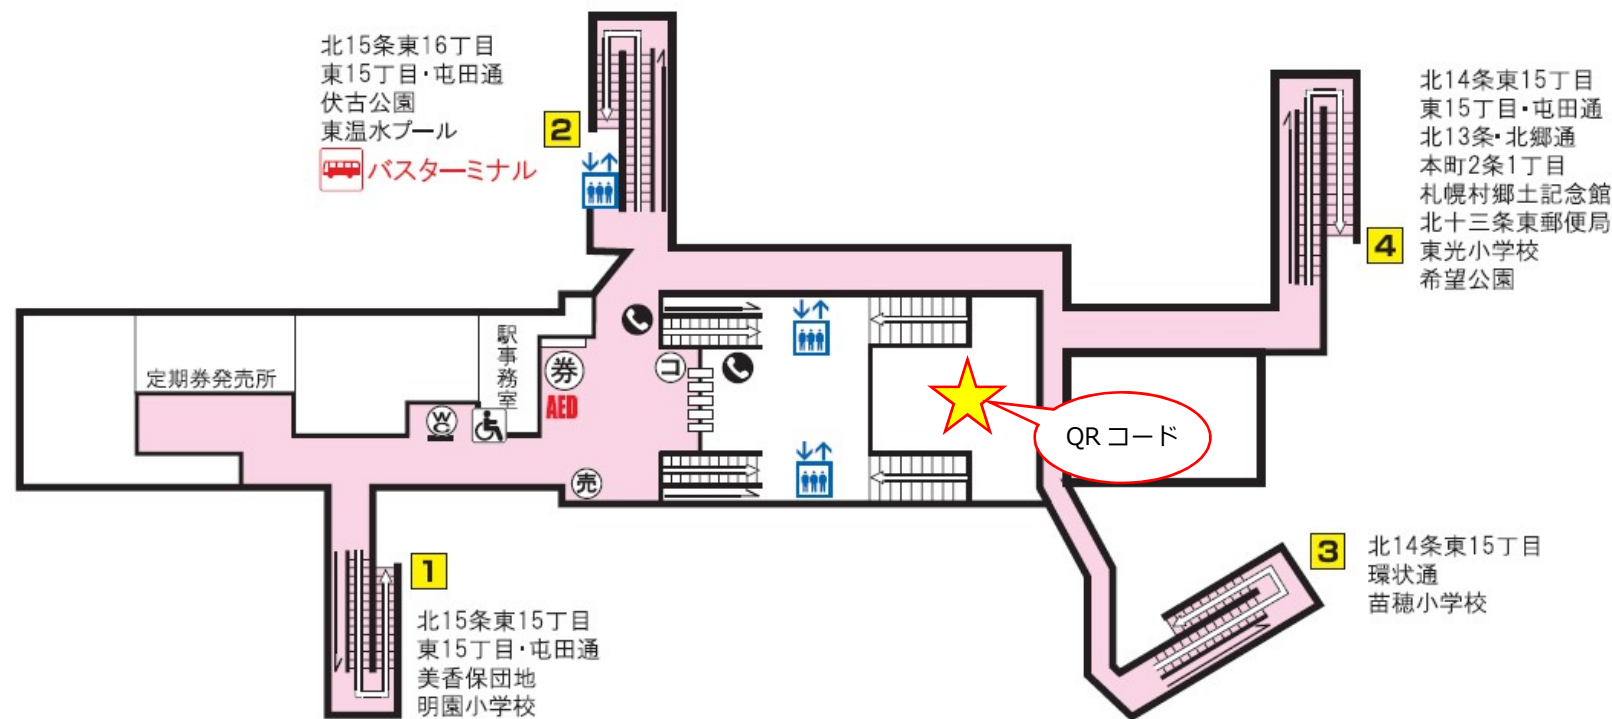 北15条東16丁目
東15丁目・屯田通
伏古公園
東温水プール
バスターミナル
2
北14条東15丁目
東15丁目・屯田通
北13条・北郷通
本町2条1丁目
札幌村郷土記念館
北十三条東郵便局
東光小学校
希望公園
4
定期券発売所
駅事務室
券
AED
コ
WC
売
QRコード
1
北15条東15丁目
東15丁目・屯田通
美香保団地
明園小学校
3
北14条東15丁目
環状通
苗穂小学校